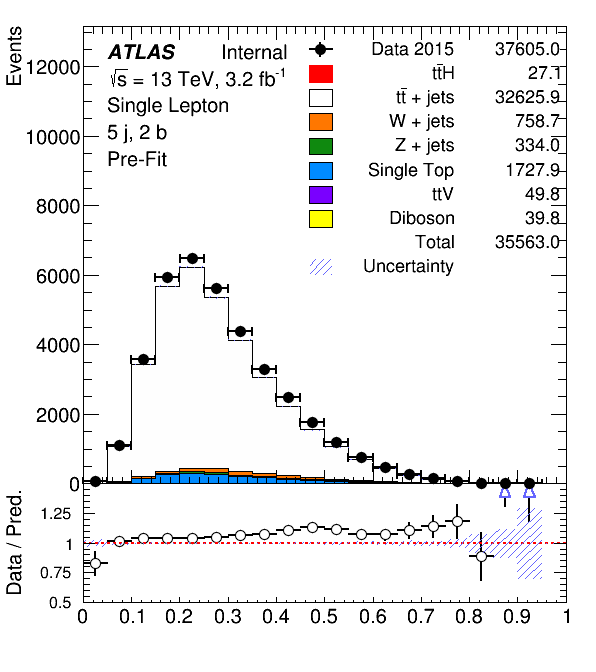 Events
12000
10000
8000
6000
4000
2000
0
ATLAS Internal
√s = 13 TeV, 3.2 fb⁻¹
Single Lepton
5 j, 2 b
Pre-Fit
Data 2015 37605.0
tt̄H 27.1
tt̄ + jets 32625.9
W + jets 758.7
Z + jets 334.0
Single Top 1727.9
ttV 49.8
Diboson 39.8
Total 35563.0
Uncertainty
Data / Pred.
1.25
1
0.75
0.5
0 0.1 0.2 0.3 0.4 0.5 0.6 0.7 0.8 0.9 1